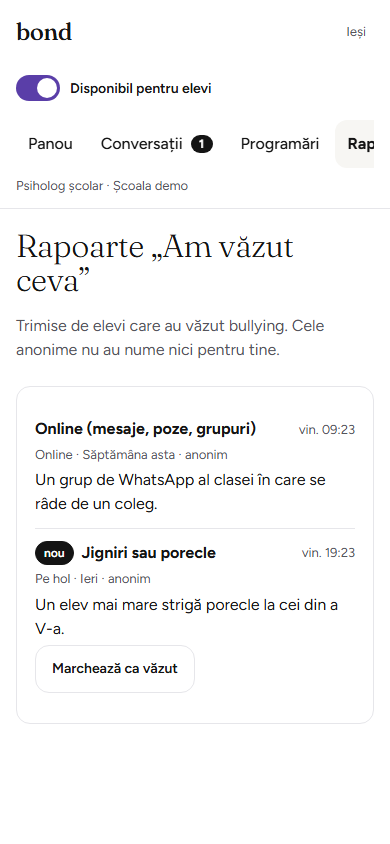 bond
Ieși
Disponibil pentru elevi
Panou Conversații 1 Programări Rap
Psiholog școlar · Școala demo
Rapoarte „Am văzut
ceva”
Trimise de elevi care au văzut bullying. Cele
anonime nu au nume nici pentru tine.
Online (mesaje, poze, grupuri) vin. 09:23
Online · Săptămâna asta · anonim
Un grup de WhatsApp al clasei în care se
râde de un coleg.
nou Jigniri sau porecle vin. 19:23
Pe hol · Ieri · anonim
Un elev mai mare strigă porecle la cei din a
V-a.
Marchează ca văzut